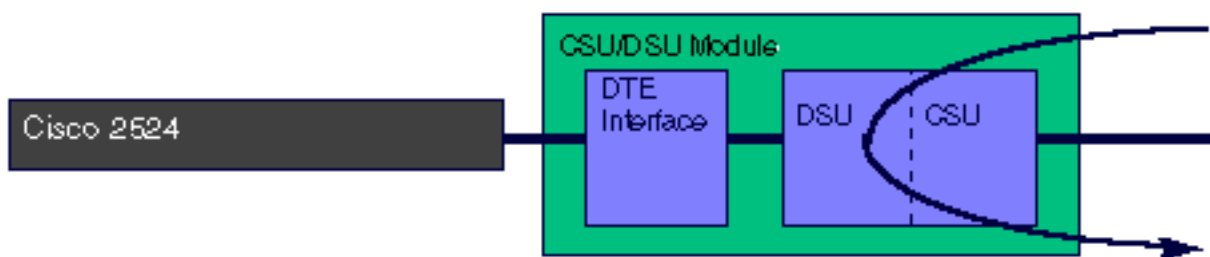 CSU/DSU Module
DTE
Interface
DSU
CSU
Cisco 2524